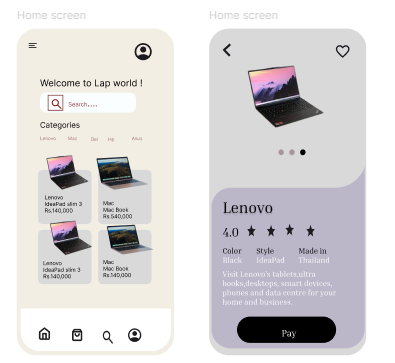 Home screen
Welcome to Lap world !
Search....
Categories
Lenovo Mac Del Hp Asus
Lenovo
IdeaPad slim 3
Rs.140,000
Mac
Mac Book
Rs.540,000
Lenovo
IdeaPad slim 3
Rs.140,000
Mac
Mac Book
Rs.140,000
Home screen
Lenovo
4.0
Color Style Made in
Black IdeaPad Thailand
Visit Lenovo's tablets,ultra
books,desktops, smart devices,
phones and data centre for your
home and business.
Pay